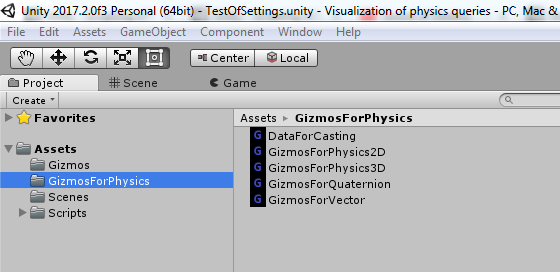 Unity 2017.2.0f3 Personal (64bit) - TestOfSettings.unity - Visualization of physics queries - PC, Mac &
File Edit Assets GameObject Component Window Help
Center Local
Project Scene Game
Create
Favorites
Assets
Gizmos
GizmosForPhysics
Scenes
Scripts
Assets GizmosForPhysics
G DataForCasting
G GizmosForPhysics2D
G GizmosForPhysics3D
G GizmosForQuaternion
G GizmosForVector